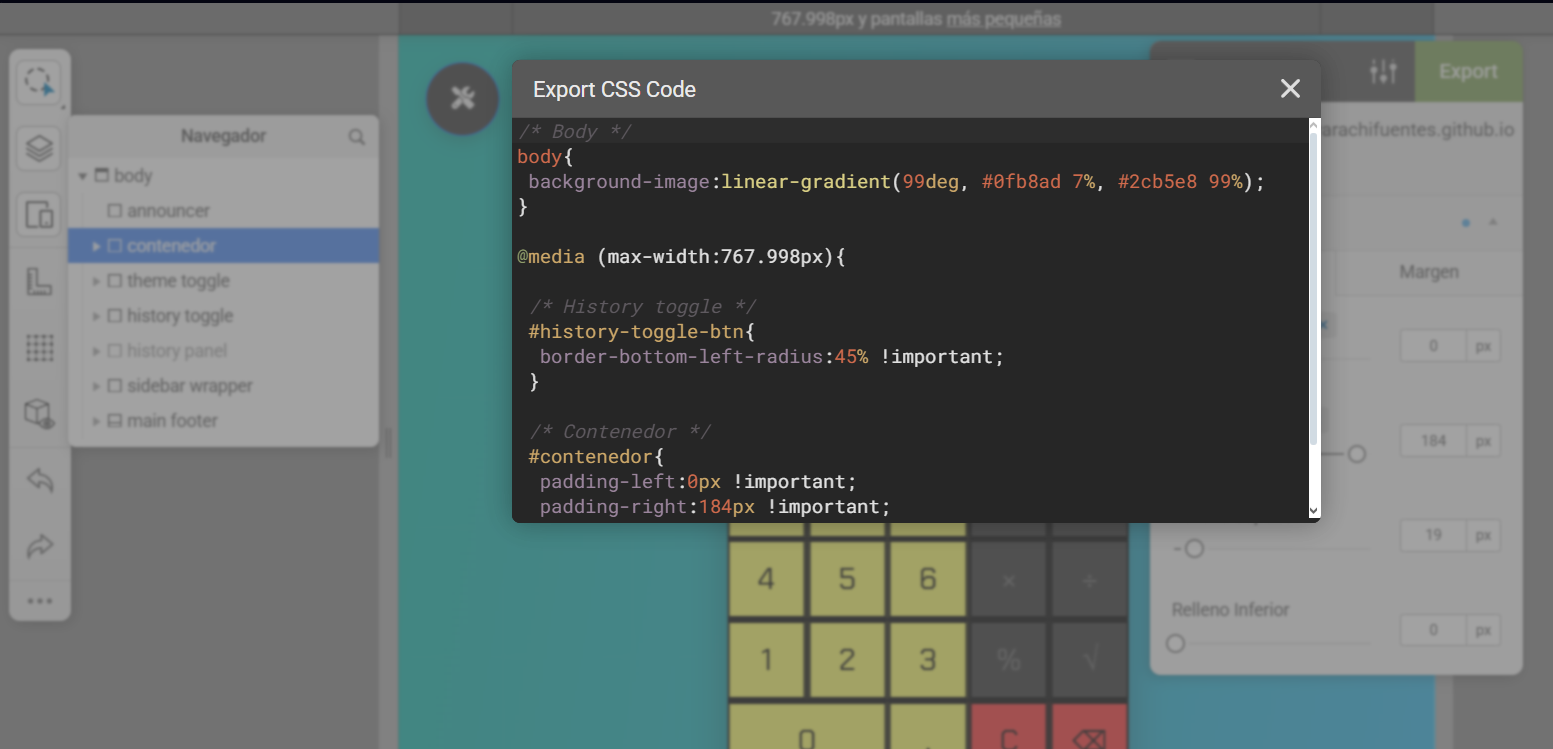 767.998px y pantallas más pequeñas
Export CSS Code
Export
/* Body */
body{
background-image:linear-gradient(99deg, #0fb8ad 7%, #2cb5e8 99%);
}
@media (max-width:767.998px){
/* History toggle */
#history-toggle-btn{
border-bottom-left-radius:45% !important;
}
/* Contenedor */
#contenedor{
padding-left:0px !important;
padding-right:184px !important;
Navegador
body
announcer
contenedor
theme toggle
history toggle
history panel
sidebar wrapper
main footer
arachifuentes.github.io
Margen
0 px
184 px
19 px
Relleno Inferior
0 px
4 5 6 × ÷
1 2 3 % √
0 . C ⌫